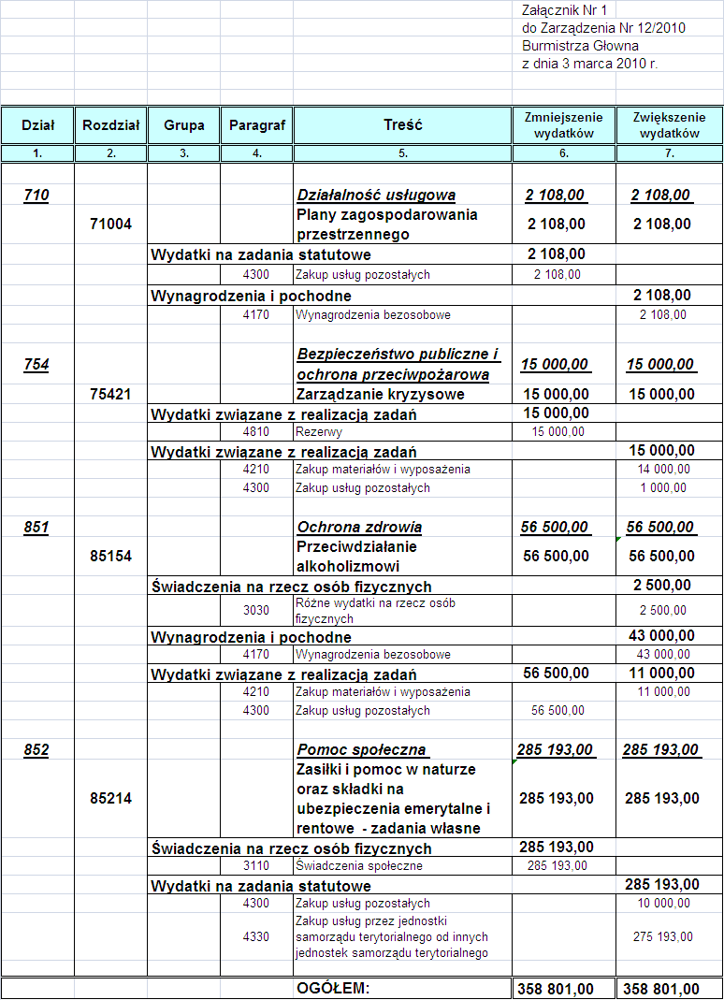 Załącznik Nr 1
do Zarządzenia Nr 12/2010
Burmistrza Głowna
z dnia 3 marca 2010 r.
Dział Rozdział Grupa Paragraf Treść Zmniejszenie wydatków Zwiększenie wydatków
1. 2. 3. 4. 5. 6. 7.
710 Działalność usługowa 2 108,00 2 108,00
71004 Plany zagospodarowania przestrzennego 2 108,00 2 108,00
Wydatki na zadania statutowe 2 108,00
4300 Zakup usług pozostałych 2 108,00
Wynagrodzenia i pochodne 2 108,00
4170 Wynagrodzenia bezosobowe 2 108,00
754 Bezpieczeństwo publiczne i ochrona przeciwpożarowa 15 000,00 15 000,00
75421 Zarządzanie kryzysowe 15 000,00 15 000,00
Wydatki związane z realizacją zadań 15 000,00
4810 Rezerwy 15 000,00
Wydatki związane z realizacją zadań 15 000,00
4210 Zakup materiałów i wyposażenia 14 000,00
4300 Zakup usług pozostałych 1 000,00
851 Ochrona zdrowia 56 500,00 56 500,00
85154 Przeciwdziałanie alkoholizmowi 56 500,00 56 500,00
Świadczenia na rzecz osób fizycznych 2 500,00
3030 Różne wydatki na rzecz osób fizycznych 2 500,00
Wynagrodzenia i pochodne 43 000,00
4170 Wynagrodzenia bezosobowe 43 000,00
Wydatki związane z realizacją zadań 56 500,00 11 000,00
4210 Zakup materiałów i wyposażenia 11 000,00
4300 Zakup usług pozostałych 56 500,00
852 Pomoc społeczna 285 193,00 285 193,00
85214 Zasiłki i pomoc w naturze oraz składki na ubezpieczenia emerytalne i rentowe - zadania własne 285 193,00 285 193,00
Świadczenia na rzecz osób fizycznych 285 193,00
3110 Świadczenia społeczne 285 193,00
Wydatki na zadania statutowe 285 193,00
4300 Zakup usług pozostałych 10 000,00
4330 Zakup usług przez jednostki samorządu terytorialnego od innych jednostek samorządu terytorialnego 275 193,00
OGÓŁEM: 358 801,00 358 801,00